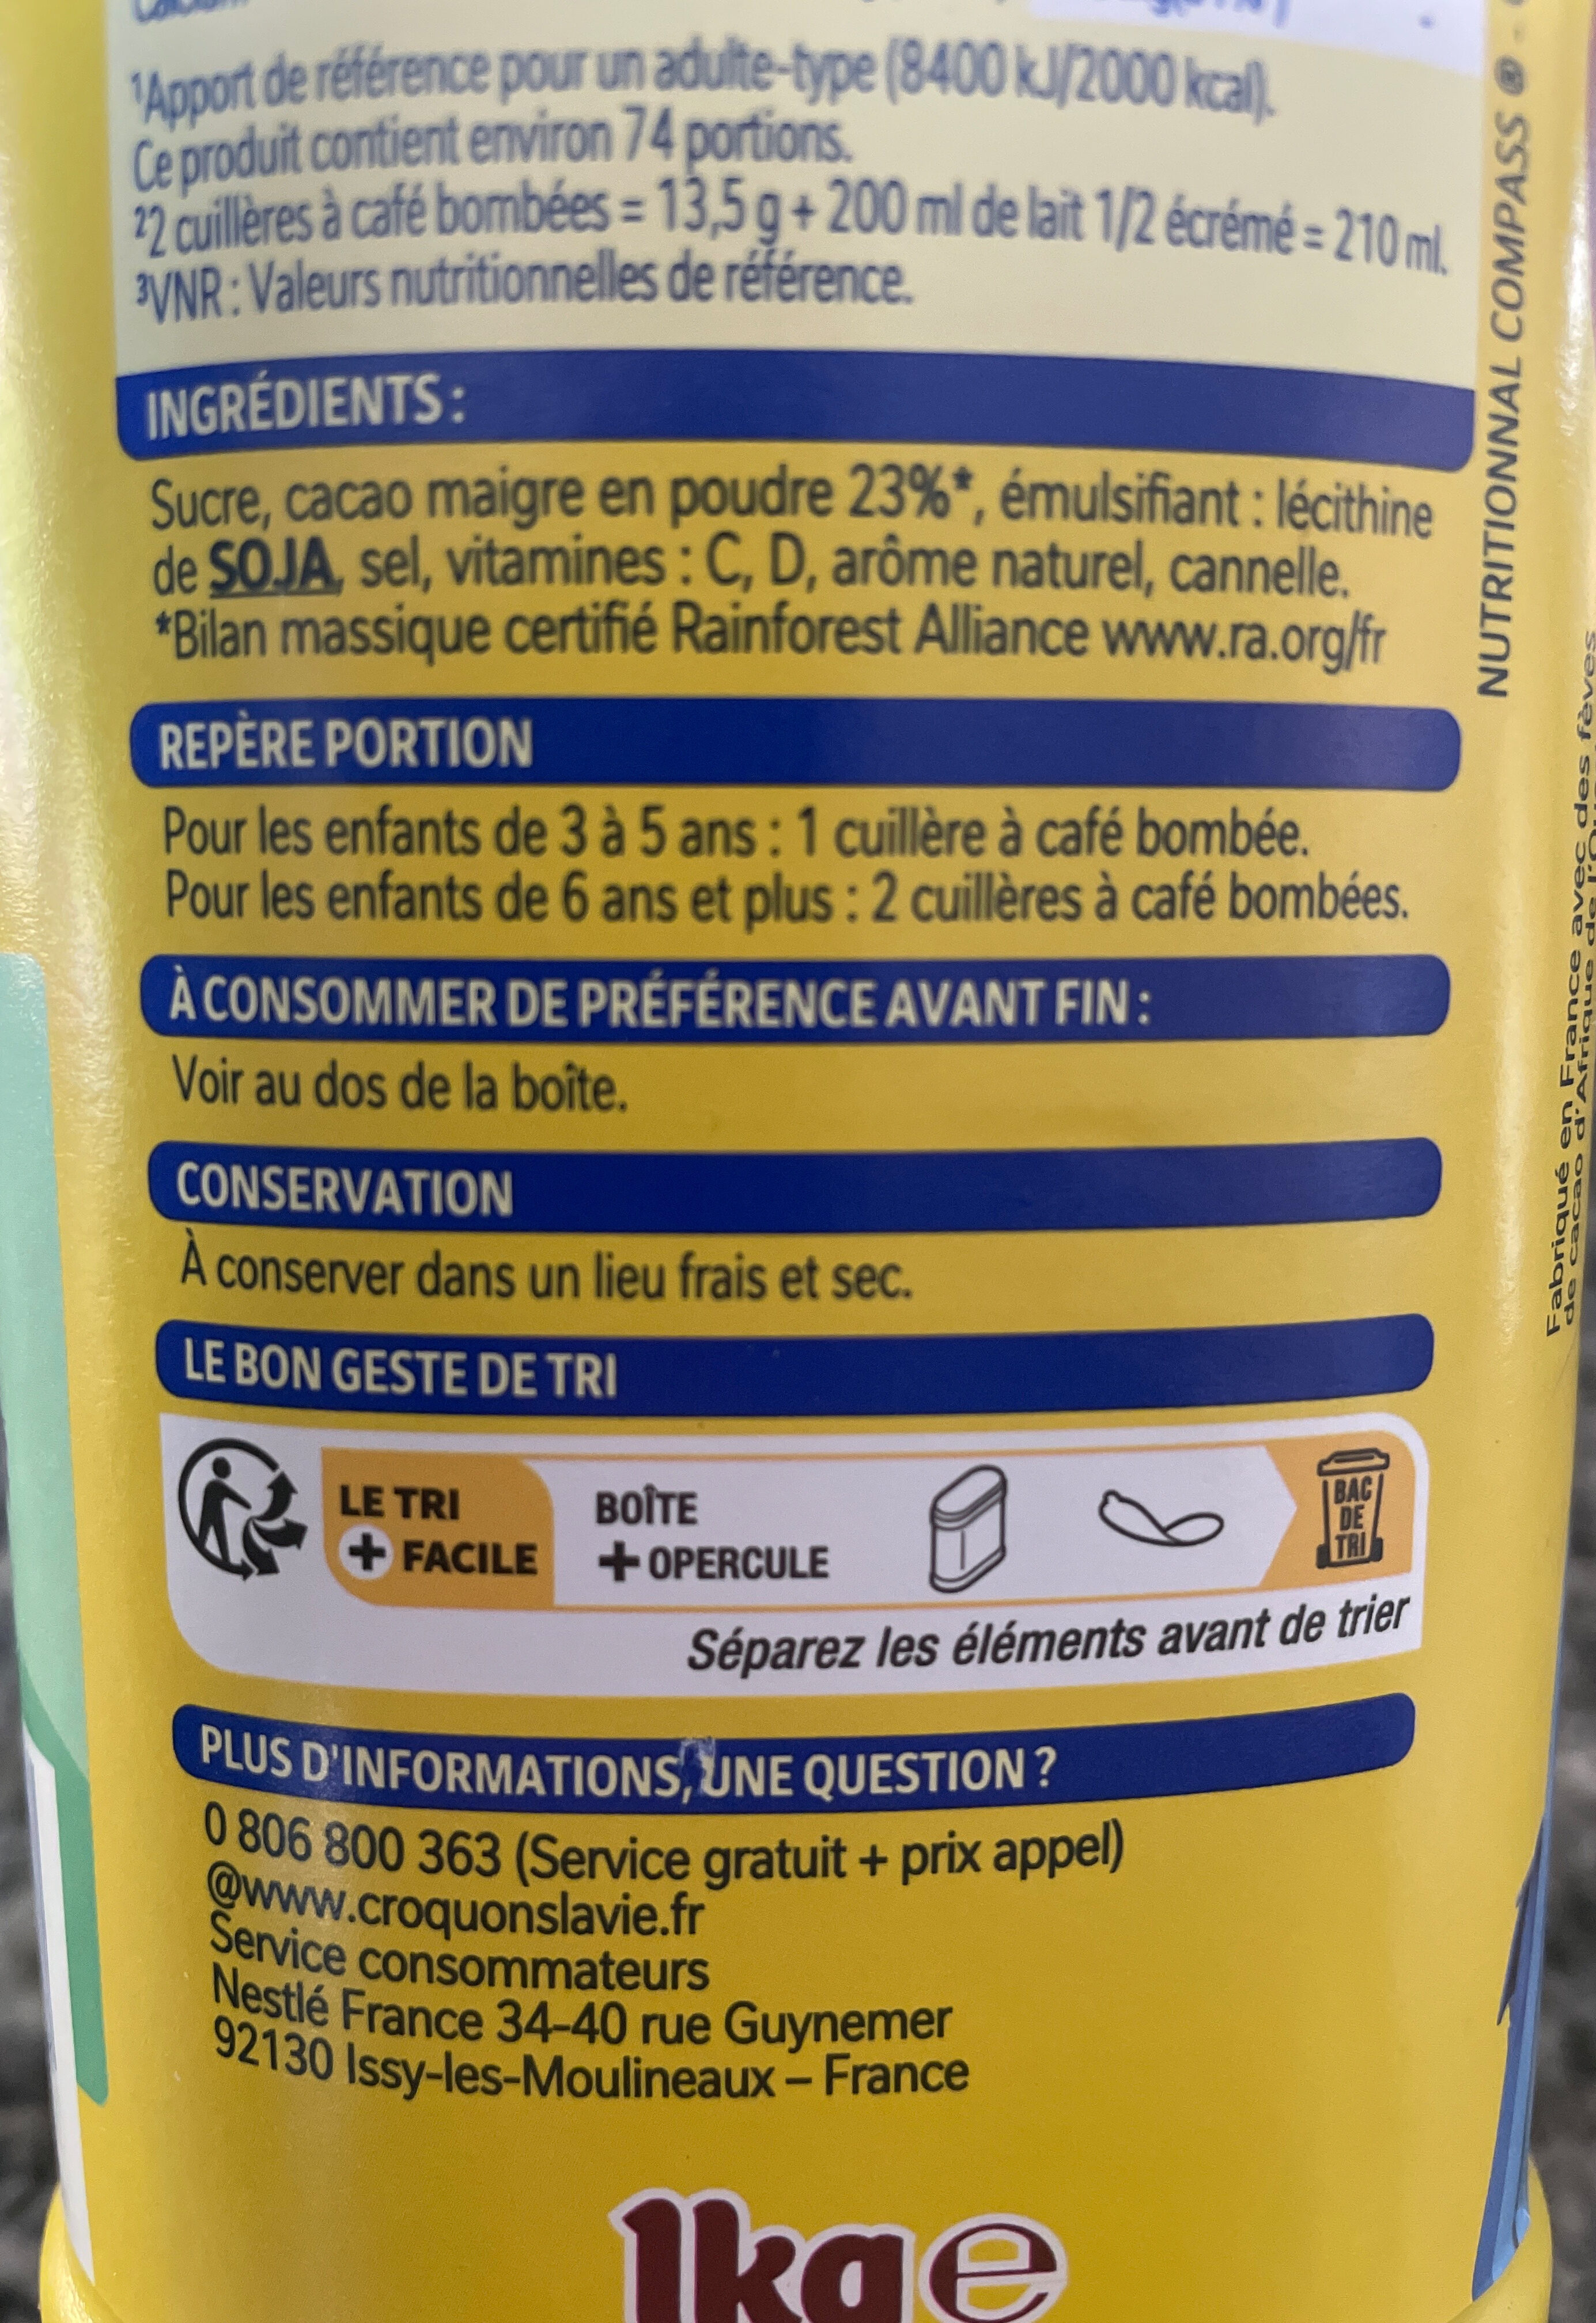 ¹Apport de référence pour un adulte-type (8400 kJ/2000 kcal).
Ce produit contient environ 74 portions.
²2 cuillères à café bombées = 13,5 g + 200 ml de lait 1/2 écrémé = 210 ml.
³VNR : Valeurs nutritionnelles de référence.
INGRÉDIENTS :
Sucre, cacao maigre en poudre 23%*, émulsifiant : lécithine
de SOJA, sel, vitamines : C, D, arôme naturel, cannelle.
*Bilan massique certifié Rainforest Alliance www.ra.org/fr
REPÈRE PORTION
Pour les enfants de 3 à 5 ans : 1 cuillère à café bombée.
Pour les enfants de 6 ans et plus : 2 cuillères à café bombées.
À CONSOMMER DE PRÉFÉRENCE AVANT FIN :
Voir au dos de la boîte.
CONSERVATION
À conserver dans un lieu frais et sec.
LE BON GESTE DE TRI
LE TRI
+ FACILE
BOÎTE
+ OPERCULE
BAC
DE
TRI
Séparez les éléments avant de trier
PLUS D'INFORMATIONS, UNE QUESTION ?
0 806 800 363 (Service gratuit + prix appel)
@www.croquonslavie.fr
Service consommateurs
Nestlé France 34-40 rue Guynemer
92130 Issy-les-Moulineaux – France
1kg e
NUTRITIONNAL COMPASS ® -
Fabriqué en France avec des fèves
de cacao d'Afrique de